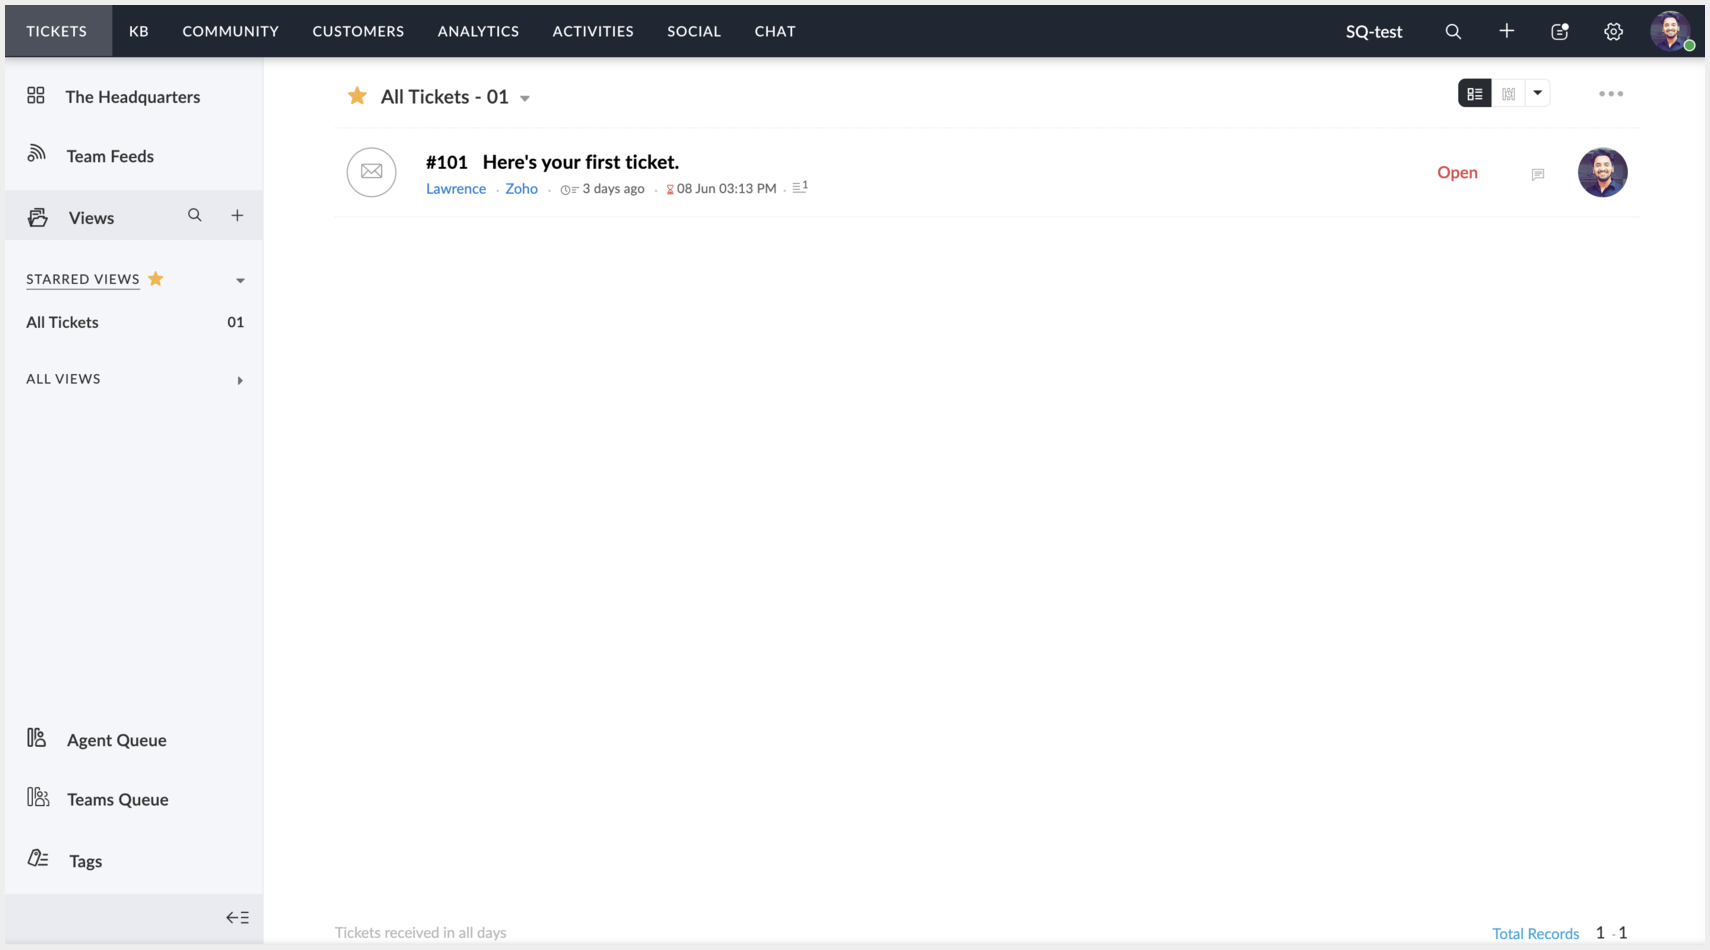 TICKETS KB COMMUNITY CUSTOMERS ANALYTICS ACTIVITIES SOCIAL CHAT SQ-test
The Headquarters
Team Feeds
Views
STARRED VIEWS
All Tickets 01
ALL VIEWS
Agent Queue
Teams Queue
Tags
All Tickets - 01
#101 Here's your first ticket.
Lawrence · Zoho · 3 days ago · 08 Jun 03:13 PM · 1
Open
Tickets received in all days
Total Records 1 - 1